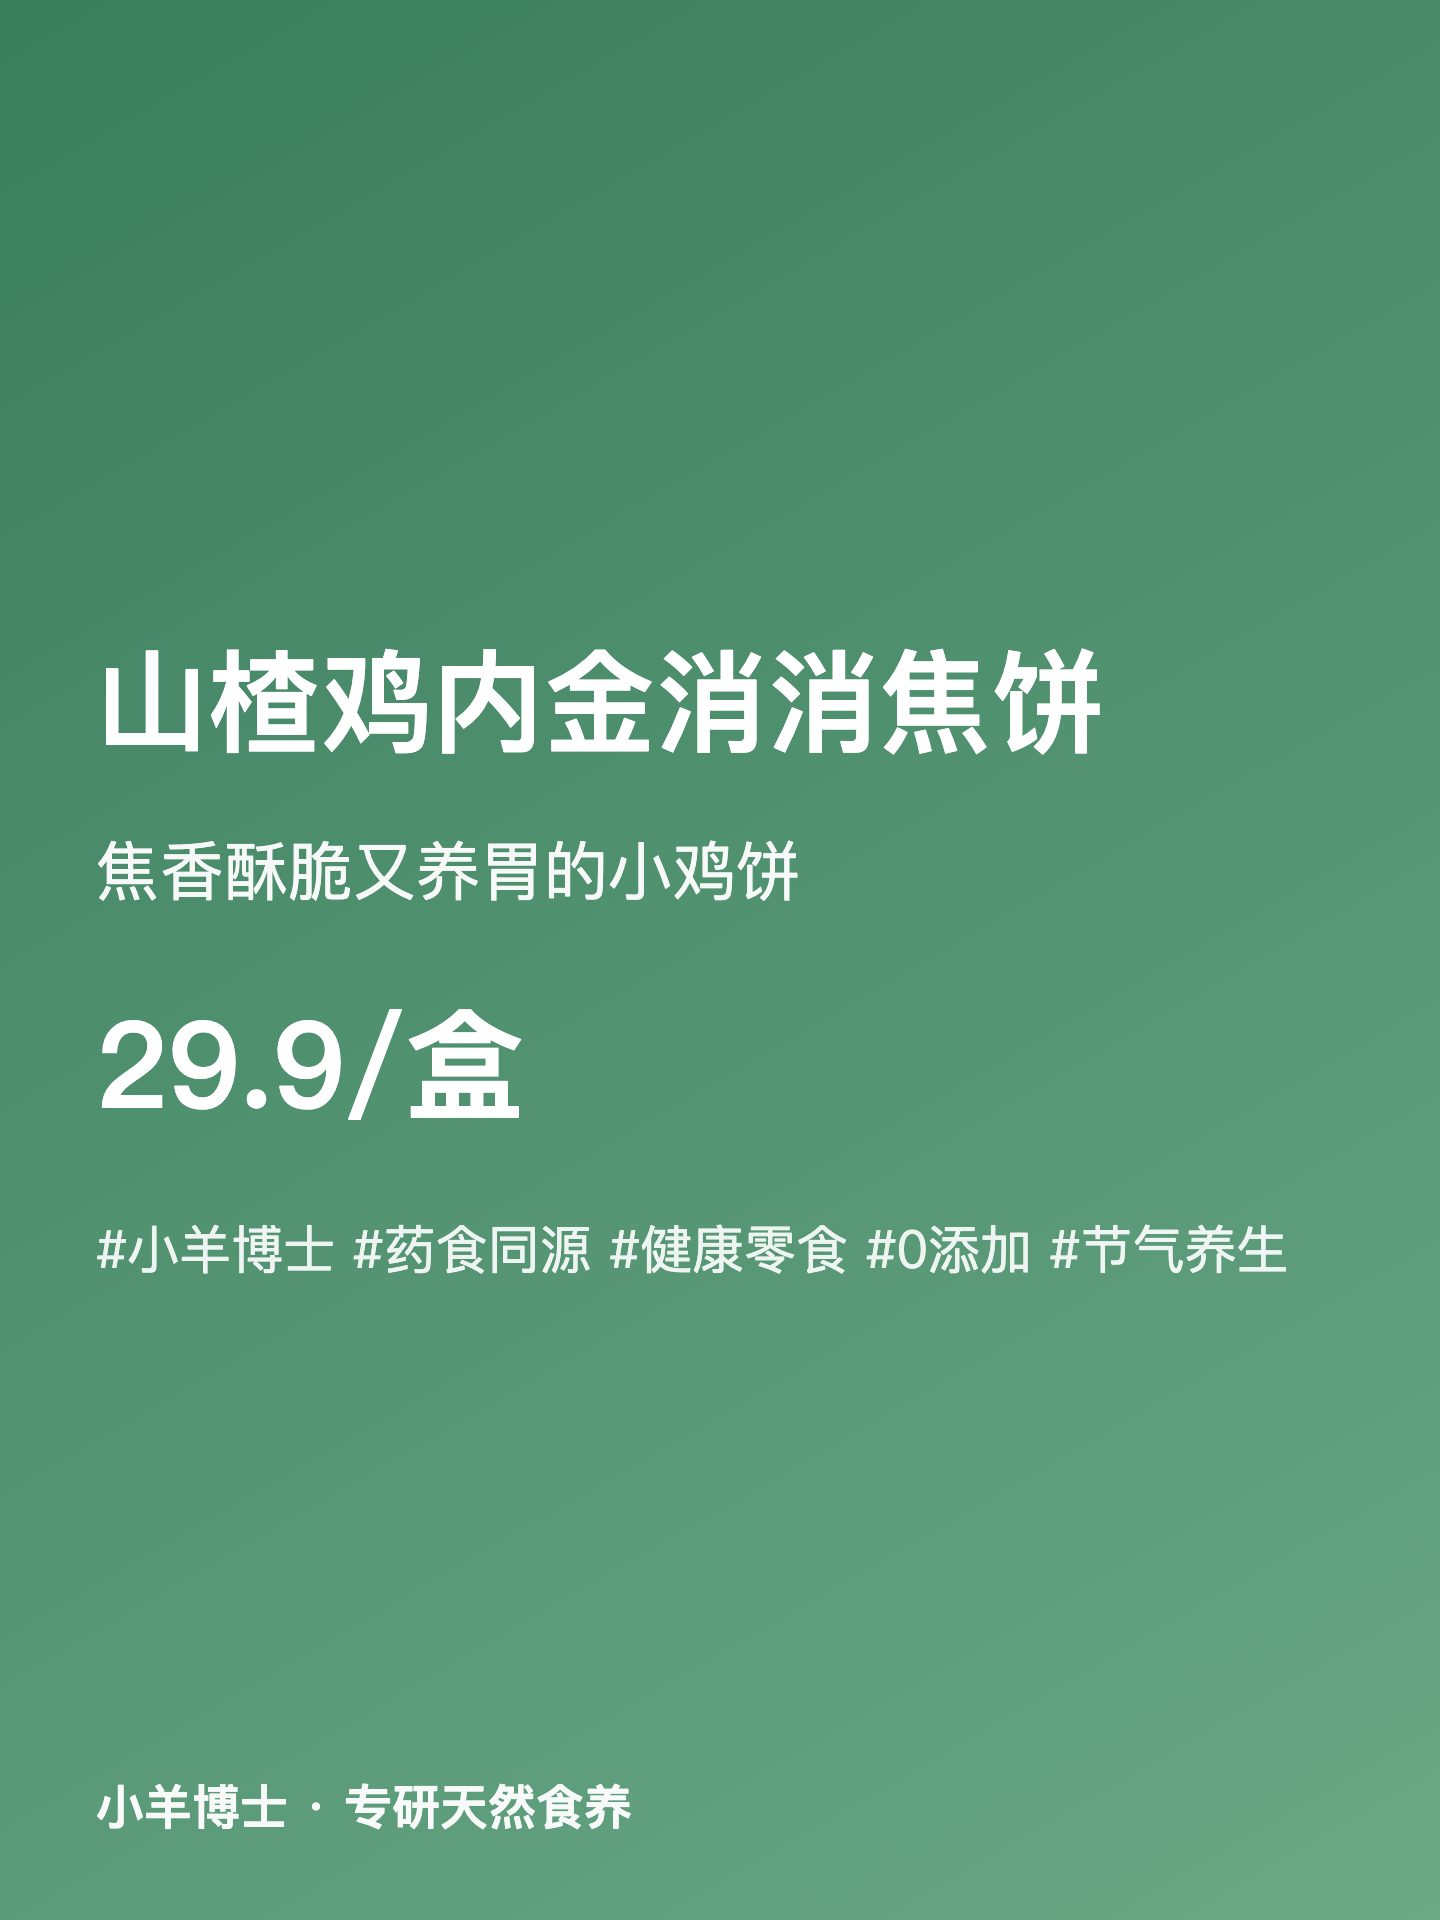 山楂鸡内金消消焦饼
焦香酥脆又养胃的小鸡饼
29.9/盒
#小羊博士 #药食同源 #健康零食 #0添加 #节气养生
小羊博士 · 专研天然食养